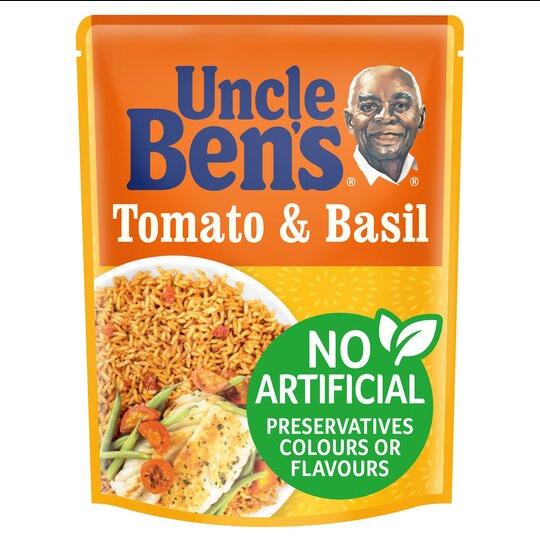 Uncle
Ben's
® ®
Tomato & Basil
NO
ARTIFICIAL
PRESERVATIVES
COLOURS OR
FLAVOURS